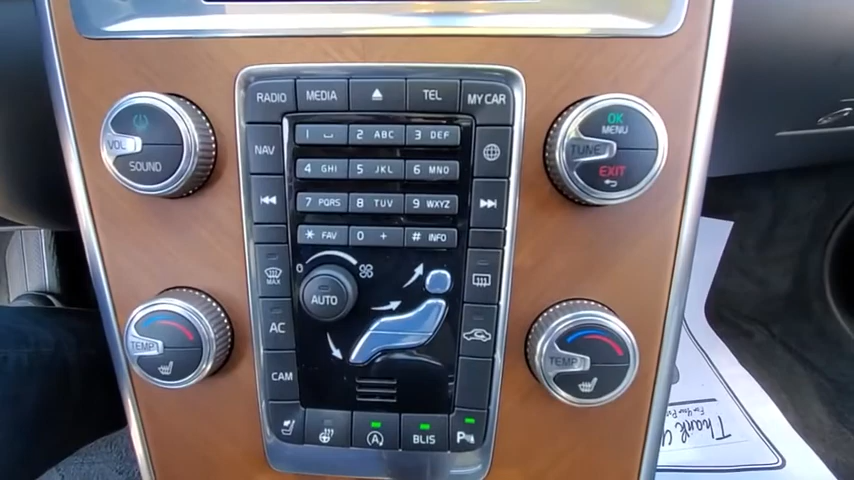 RADIO MEDIA TEL MY CAR
VOL
SOUND
OK
MENU
TUNE
EXIT
NAV
1 2 ABC 3 DEF
4 GHI 5 JKL 6 MNO
7 PQRS 8 TUV 9 WXYZ
* FAV 0 + # INFO
MAX
0
AUTO
AC
TEMP
TEMP
CAM
A
BLIS
P
Thank